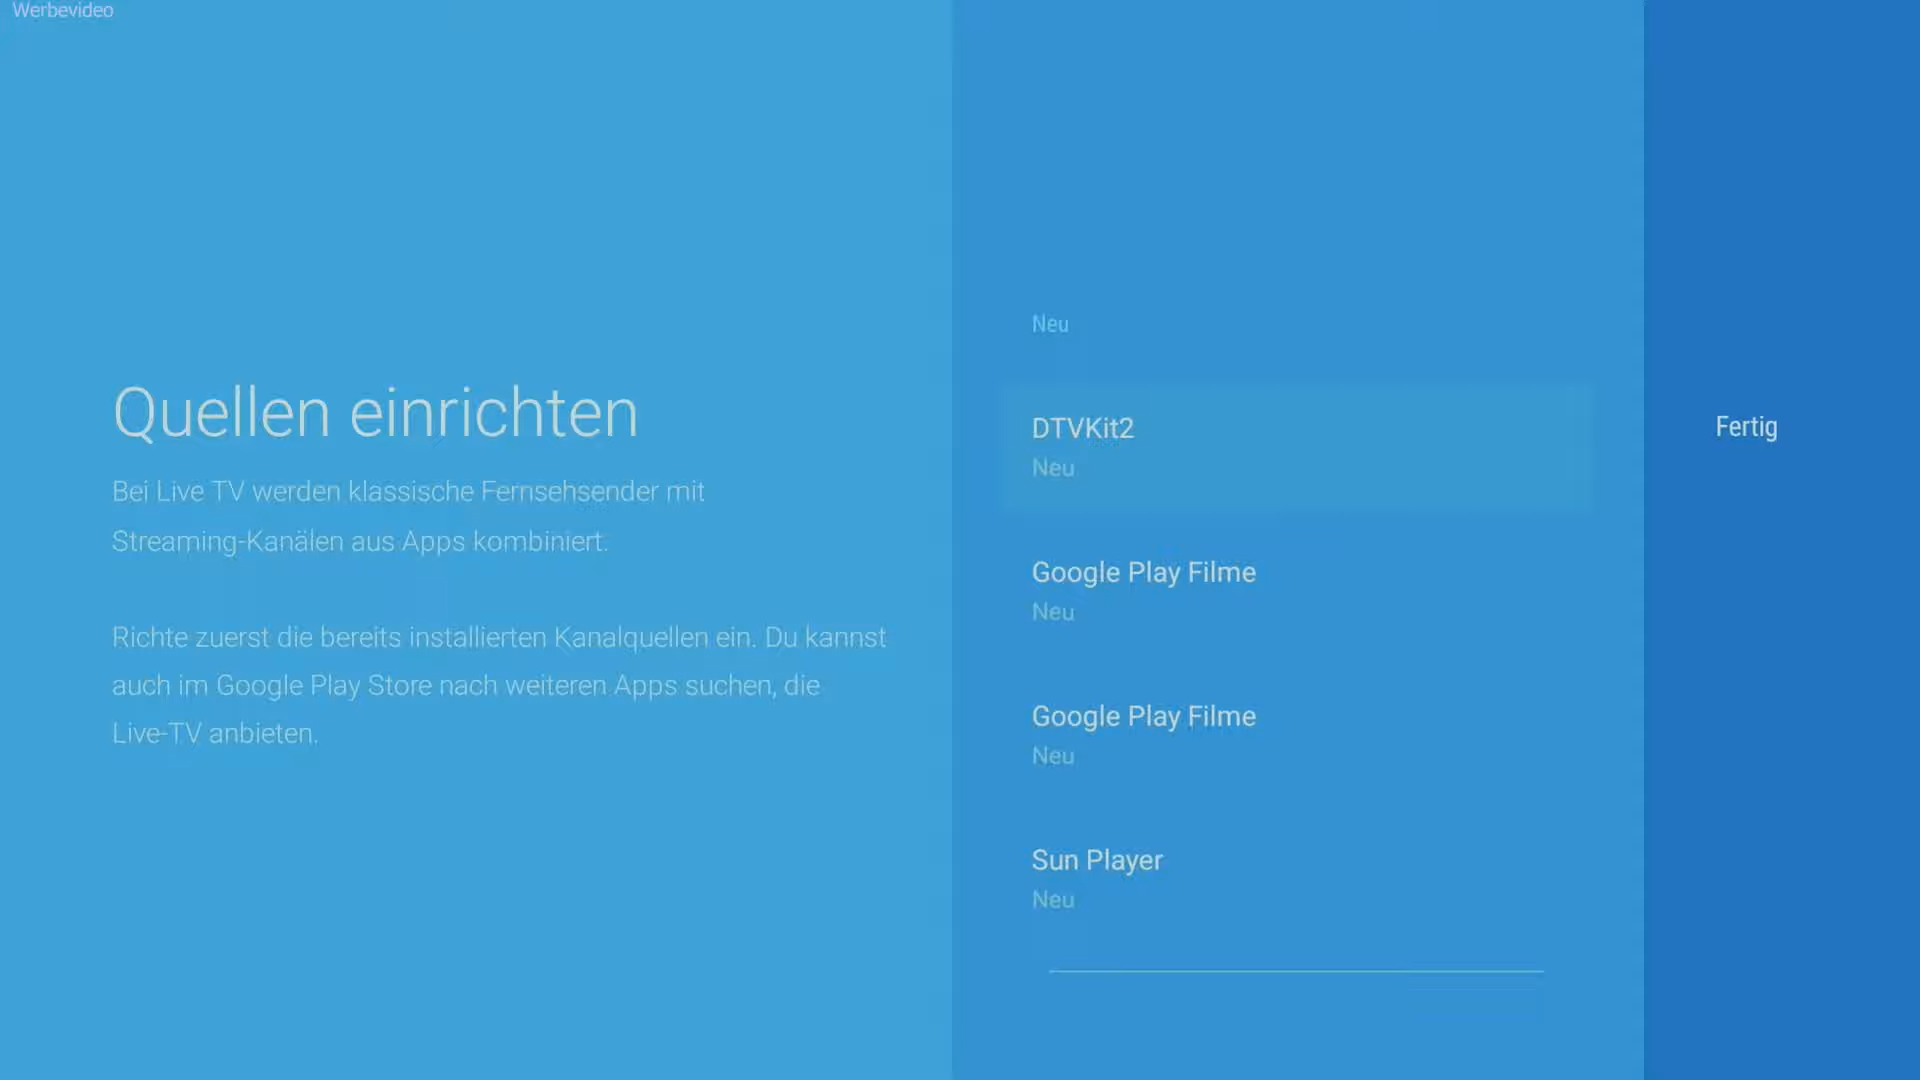 Werbevideo
Quellen einrichten
Bei Live TV werden klassische Fernsehsender mit
Streaming-Kanälen aus Apps kombiniert.
Richte zuerst die bereits installierten Kanalquellen ein. Du kannst
auch im Google Play Store nach weiteren Apps suchen, die
Live-TV anbieten.
Neu
DTVKit2
Neu
Google Play Filme
Neu
Google Play Filme
Neu
Sun Player
Neu
Fertig